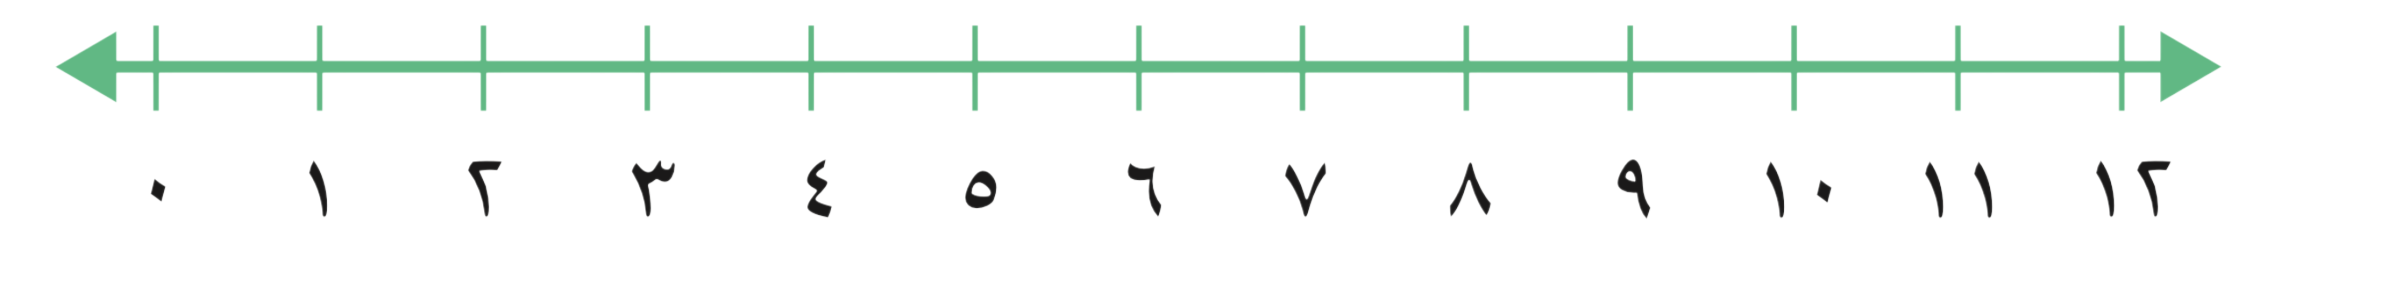 ٠ ١ ٢ ٣ ٤ ٥ ٦ ٧ ٨ ٩ ١٠ ١١ ١٢